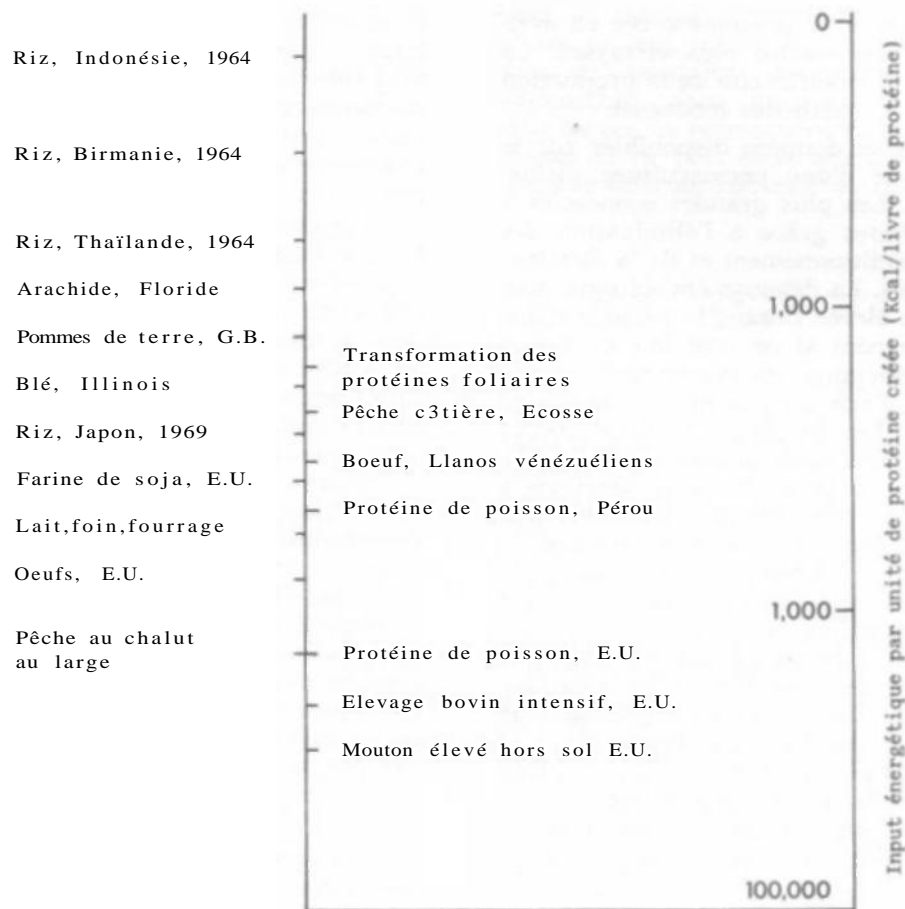 0
Riz, Indonésie, 1964
Riz, Birmanie, 1964
Riz, Thaïlande, 1964
Arachide, Floride
1,000
Pommes de terre, G.B.
Transformation des
protéines foliaires
Blé, Illinois
Pêche c3tière, Ecosse
Riz, Japon, 1969
Boeuf, Llanos vénézuéliens
Farine de soja, E.U.
Protéine de poisson, Pérou
Lait,foin,fourrage
Oeufs, E.U.
1,000
Pêche au chalut
au large
Protéine de poisson, E.U.
Elevage bovin intensif, E.U.
Mouton élevé hors sol E.U.
100,000
Input énergétique par unité de protéine créée (Kcal/livre de protéine)